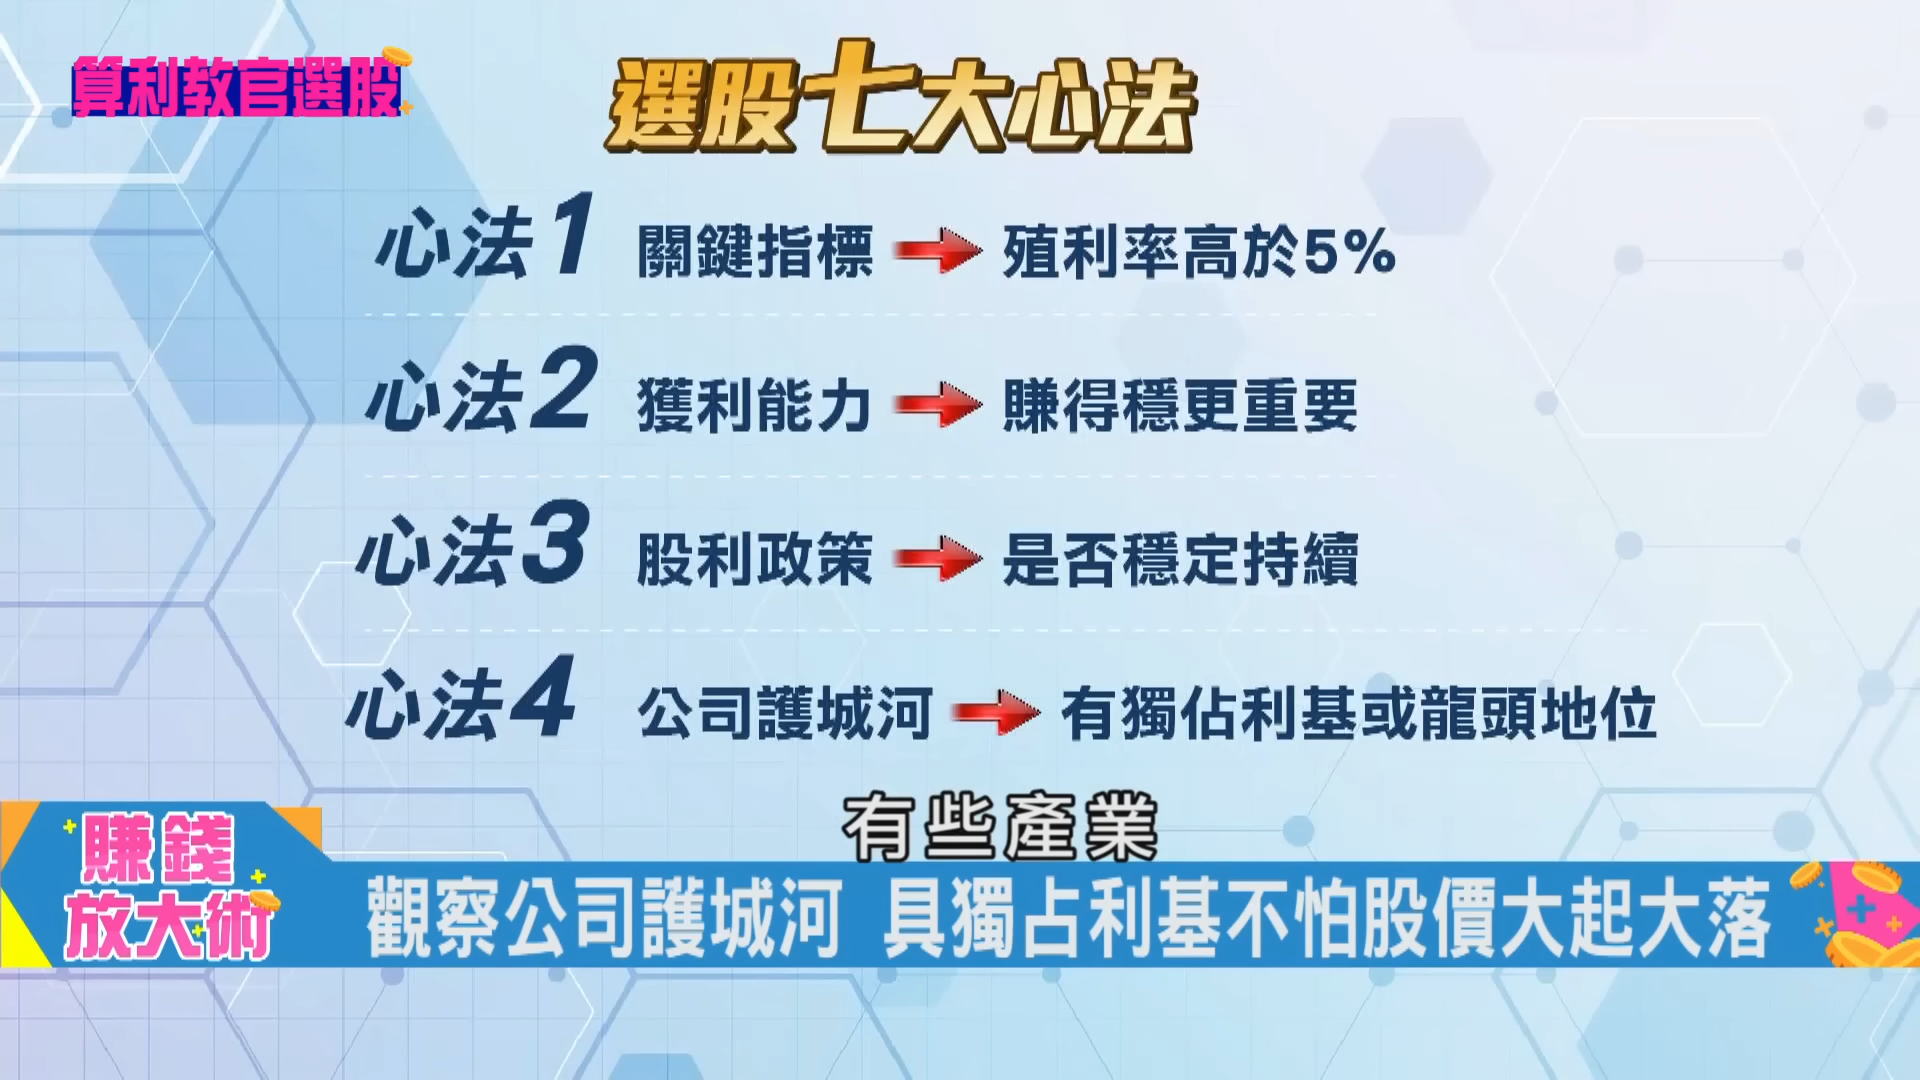 算利教官選股
選股七大心法
心法1 關鍵指標 殖利率高於5%
心法2 獲利能力 賺得穩更重要
心法3 股利政策 是否穩定持續
心法4 公司護城河 有獨佔利基或龍頭地位
有些產業
賺錢
放大術
觀察公司護城河 具獨占利基不怕股價大起大落